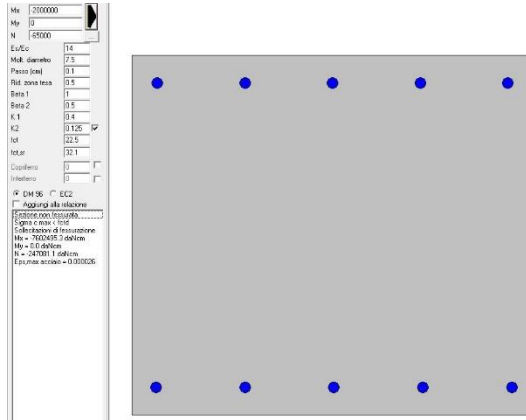 Mx -2000000
My 0
N -65000
...
Es/Ec 14
Molt. diametro 7.5
Passo (cm) 0.1
Rid. zona tesa 0.5
Beta 1 1
Beta 2 0.5
K 1 0.4
K2 0.125
fct 22.5
fct,sr 32.1
Copriferro 0
Interferro 0
DM 96 EC2
Aggiungi alla relazione
Sezione non fessurata
Sigma c max < fctd
Sollecitazioni di fessurazione
Mx = -7602495.3 daNcm
My = 0.0 daNcm
N = -247081.1 daN
Eps,max acciaio = 0.000026